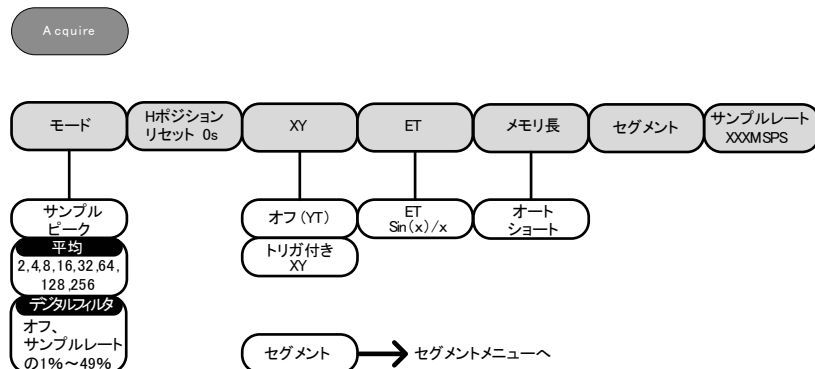 Acquire
モード
Hポジション
リセット 0s
XY
ET
メモリ長
セグメント
サンプルレート
XXXMSPS
サンプル
ピーク
平均
2,4,8,16,32,64,
128,256
デジタルフィルタ
オフ、
サンプルレート
の1%～49%
オフ(YT)
トリガ付き
XY
ET
Sin(x)/x
オート
ショート
セグメント
セグメントメニューへ